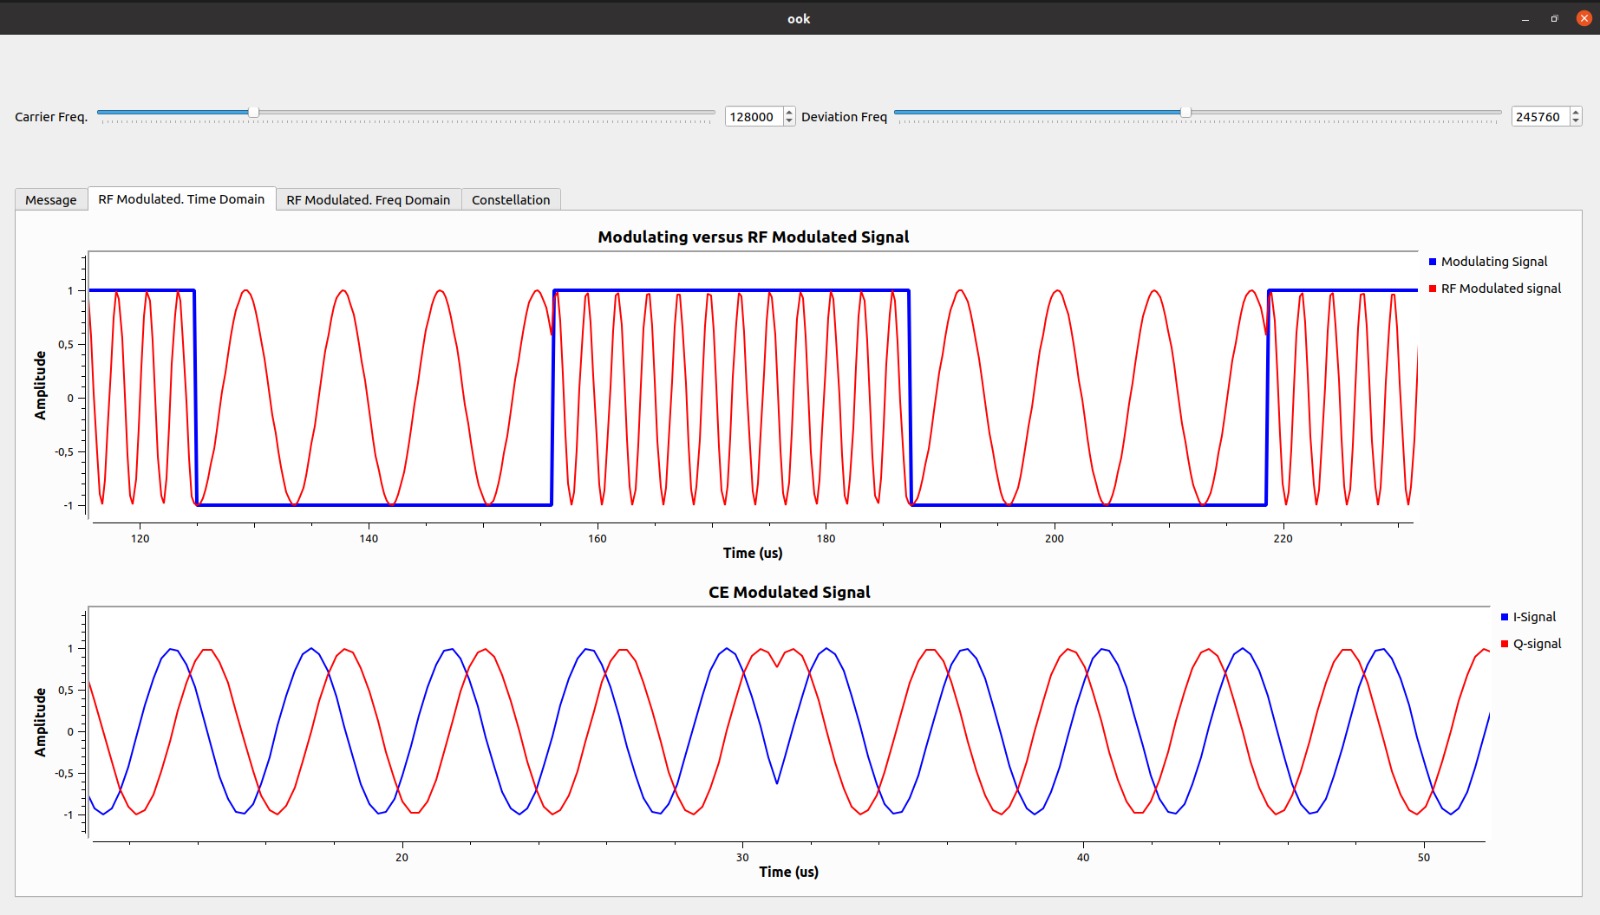 ook
Carrier Freq. 128000 Deviation Freq 245760
Message RF Modulated. Time Domain RF Modulated. Freq Domain Constellation
Modulating versus RF Modulated Signal
Modulating Signal
RF Modulated signal
Amplitude
1
0,5
0
-0,5
-1
120 140 160 180 200 220
Time (us)
CE Modulated Signal
I-Signal
Q-signal
Amplitude
1
0,5
0
-0,5
-1
20 30 40 50
Time (us)